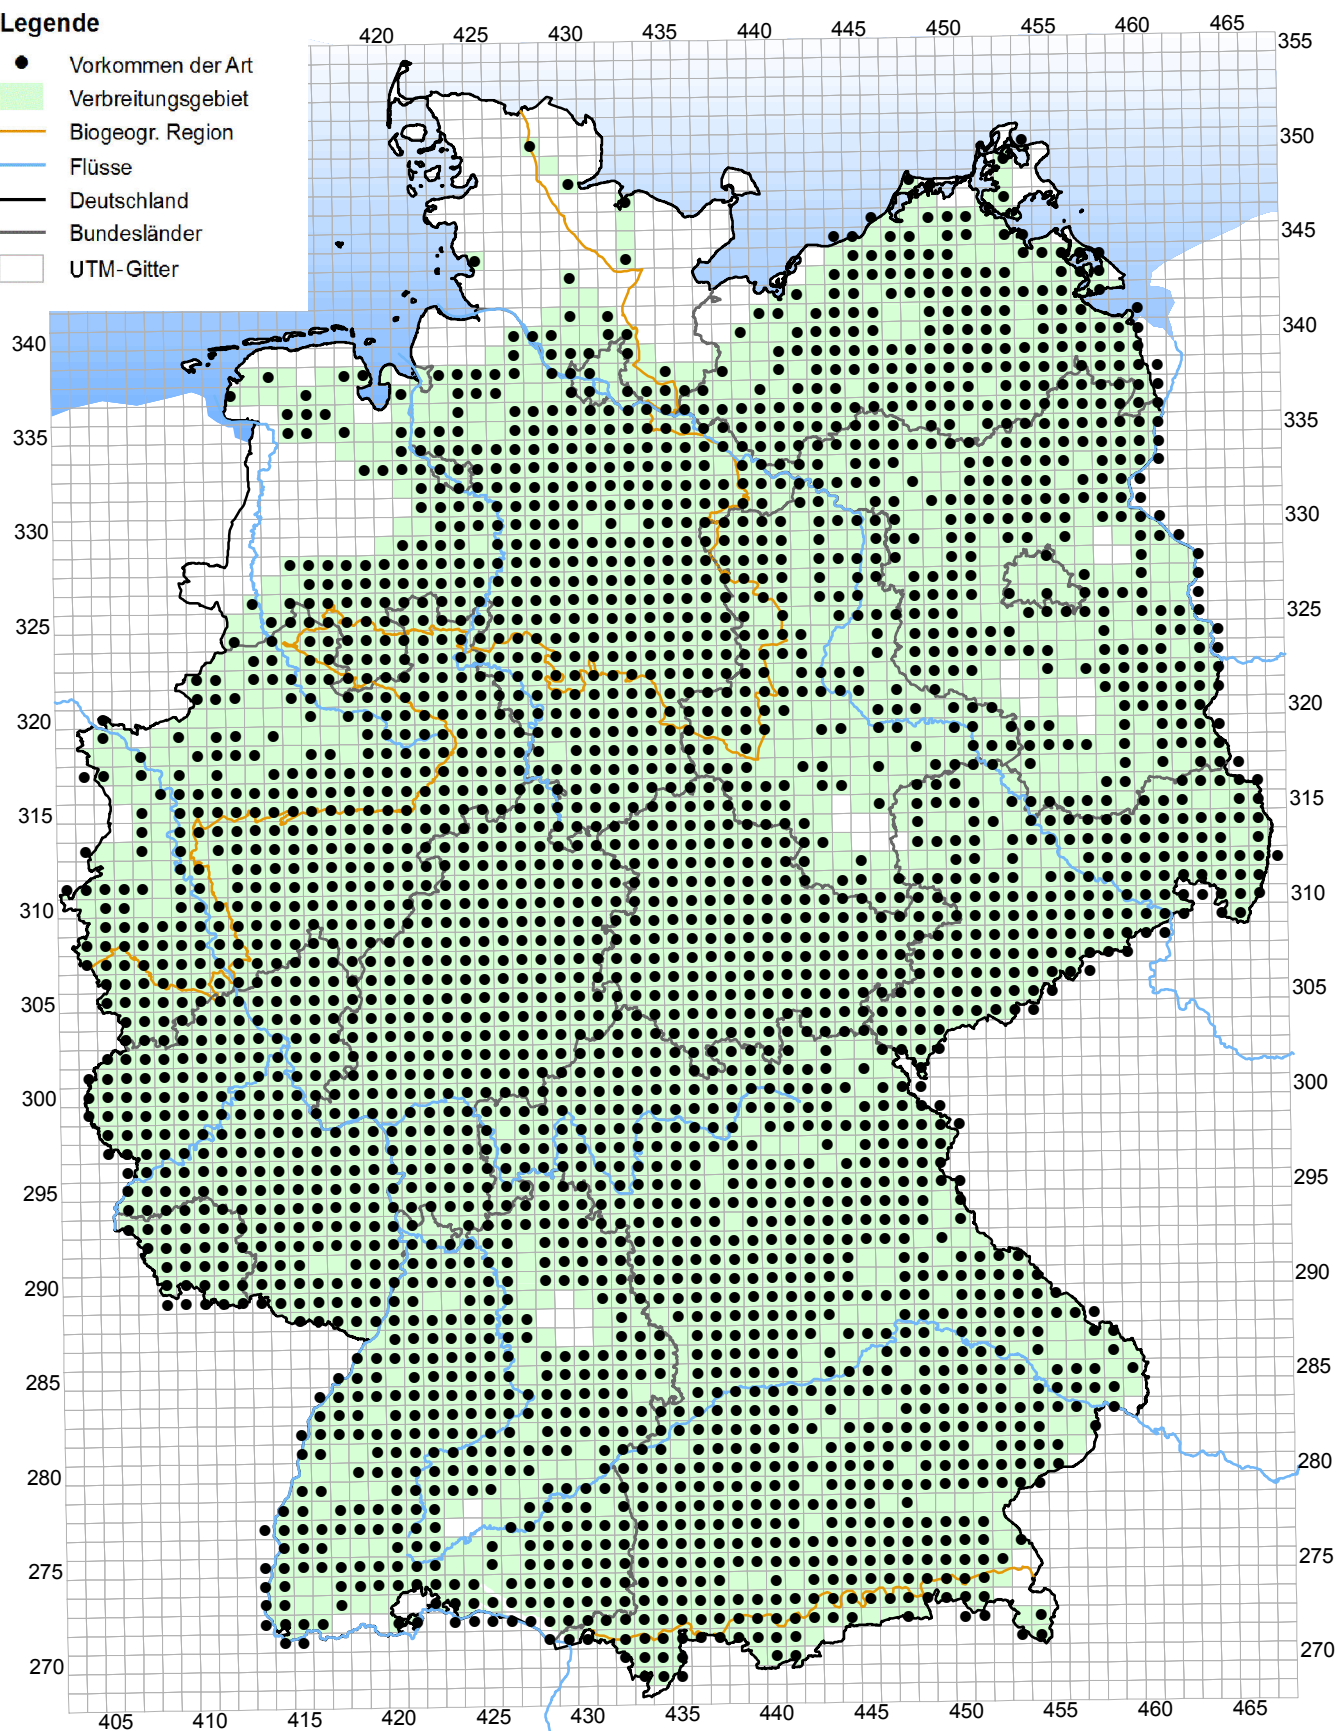 Legende
Vorkommen der Art
Verbreitungsgebiet
Biogeogr. Region
Flüsse
Deutschland
Bundesländer
UTM-Gitter
420 425 430 435 440 445 450 455 460 465
355
350
345
340 340
335 335
330 330
325 325
320 320
315 315
310 310
305 305
300 300
295 295
290 290
285 285
280 280
275 275
270 270
405 410 415 420 425 430 435 440 445 450 455 460 465